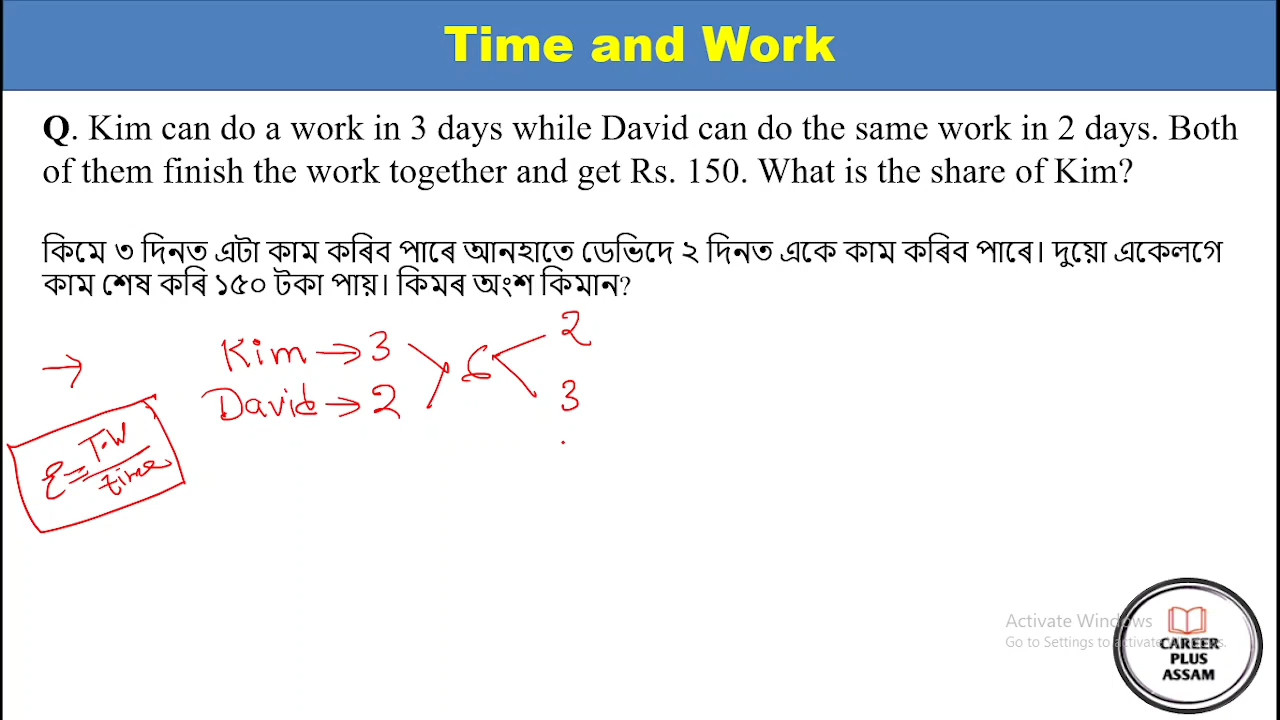 Time and Work
Q. Kim can do a work in 3 days while David can do the same work in 2 days. Both
of them finish the work together and get Rs. 150. What is the share of Kim?
কিমে ৩ দিনত এটা কাম কৰিব পাৰে আনহাতে ডেভিদে ২ দিনত একে কাম কৰিব পাৰে। দুয়ো একেলগে
কাম শেষ কৰি ১৫০ টকা পায়। কিমৰ অংশ কিমান?
→ Kim → 3 6 2
David → 2 3
E = T.W
time
Activate Windows
Go to Settings to activate
CAREER
PLUS
ASSAM